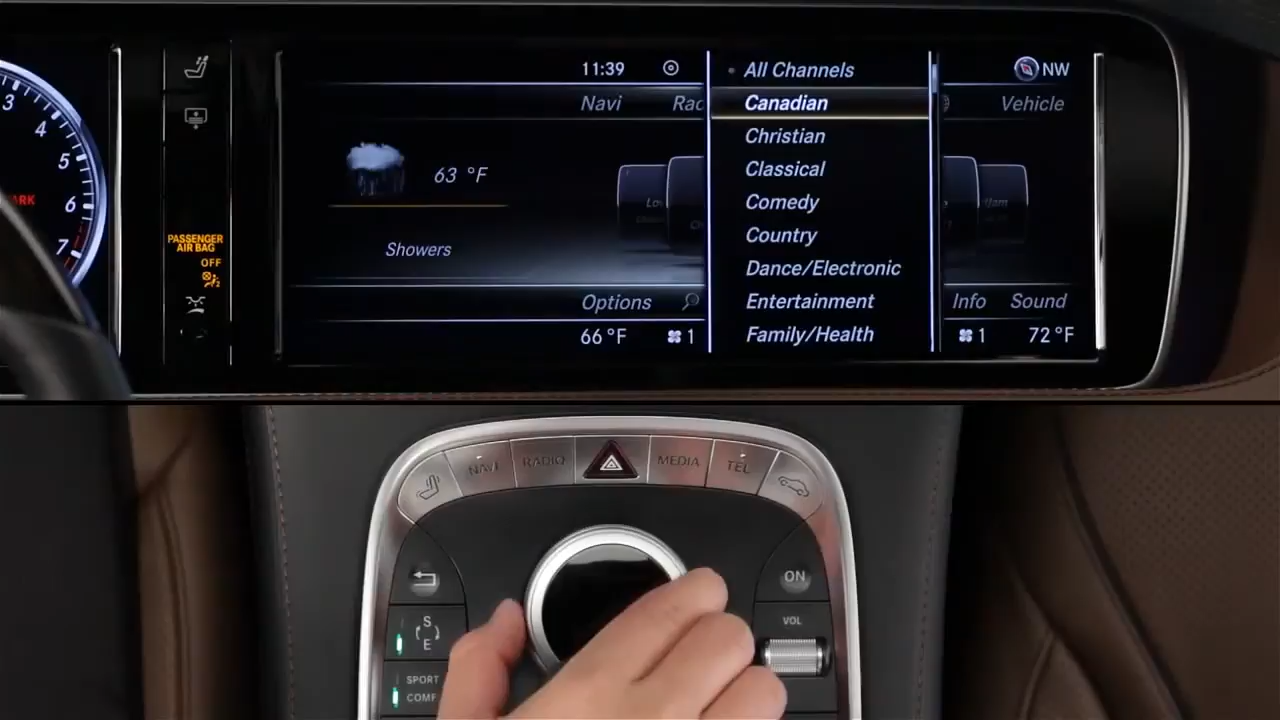 3
4
5
6
7
PASSENGER
AIR BAG
OFF
11:39
NW
Navi
Vehicle
63 °F
Showers
Options
Info
Sound
66°F
1
1
72°F
All Channels
Canadian
Christian
Classical
Comedy
Country
Dance/Electronic
Entertainment
Family/Health
NAVI
RADIO
MEDIA
TEL
ON
S
E
VOL
SPORT
COMF